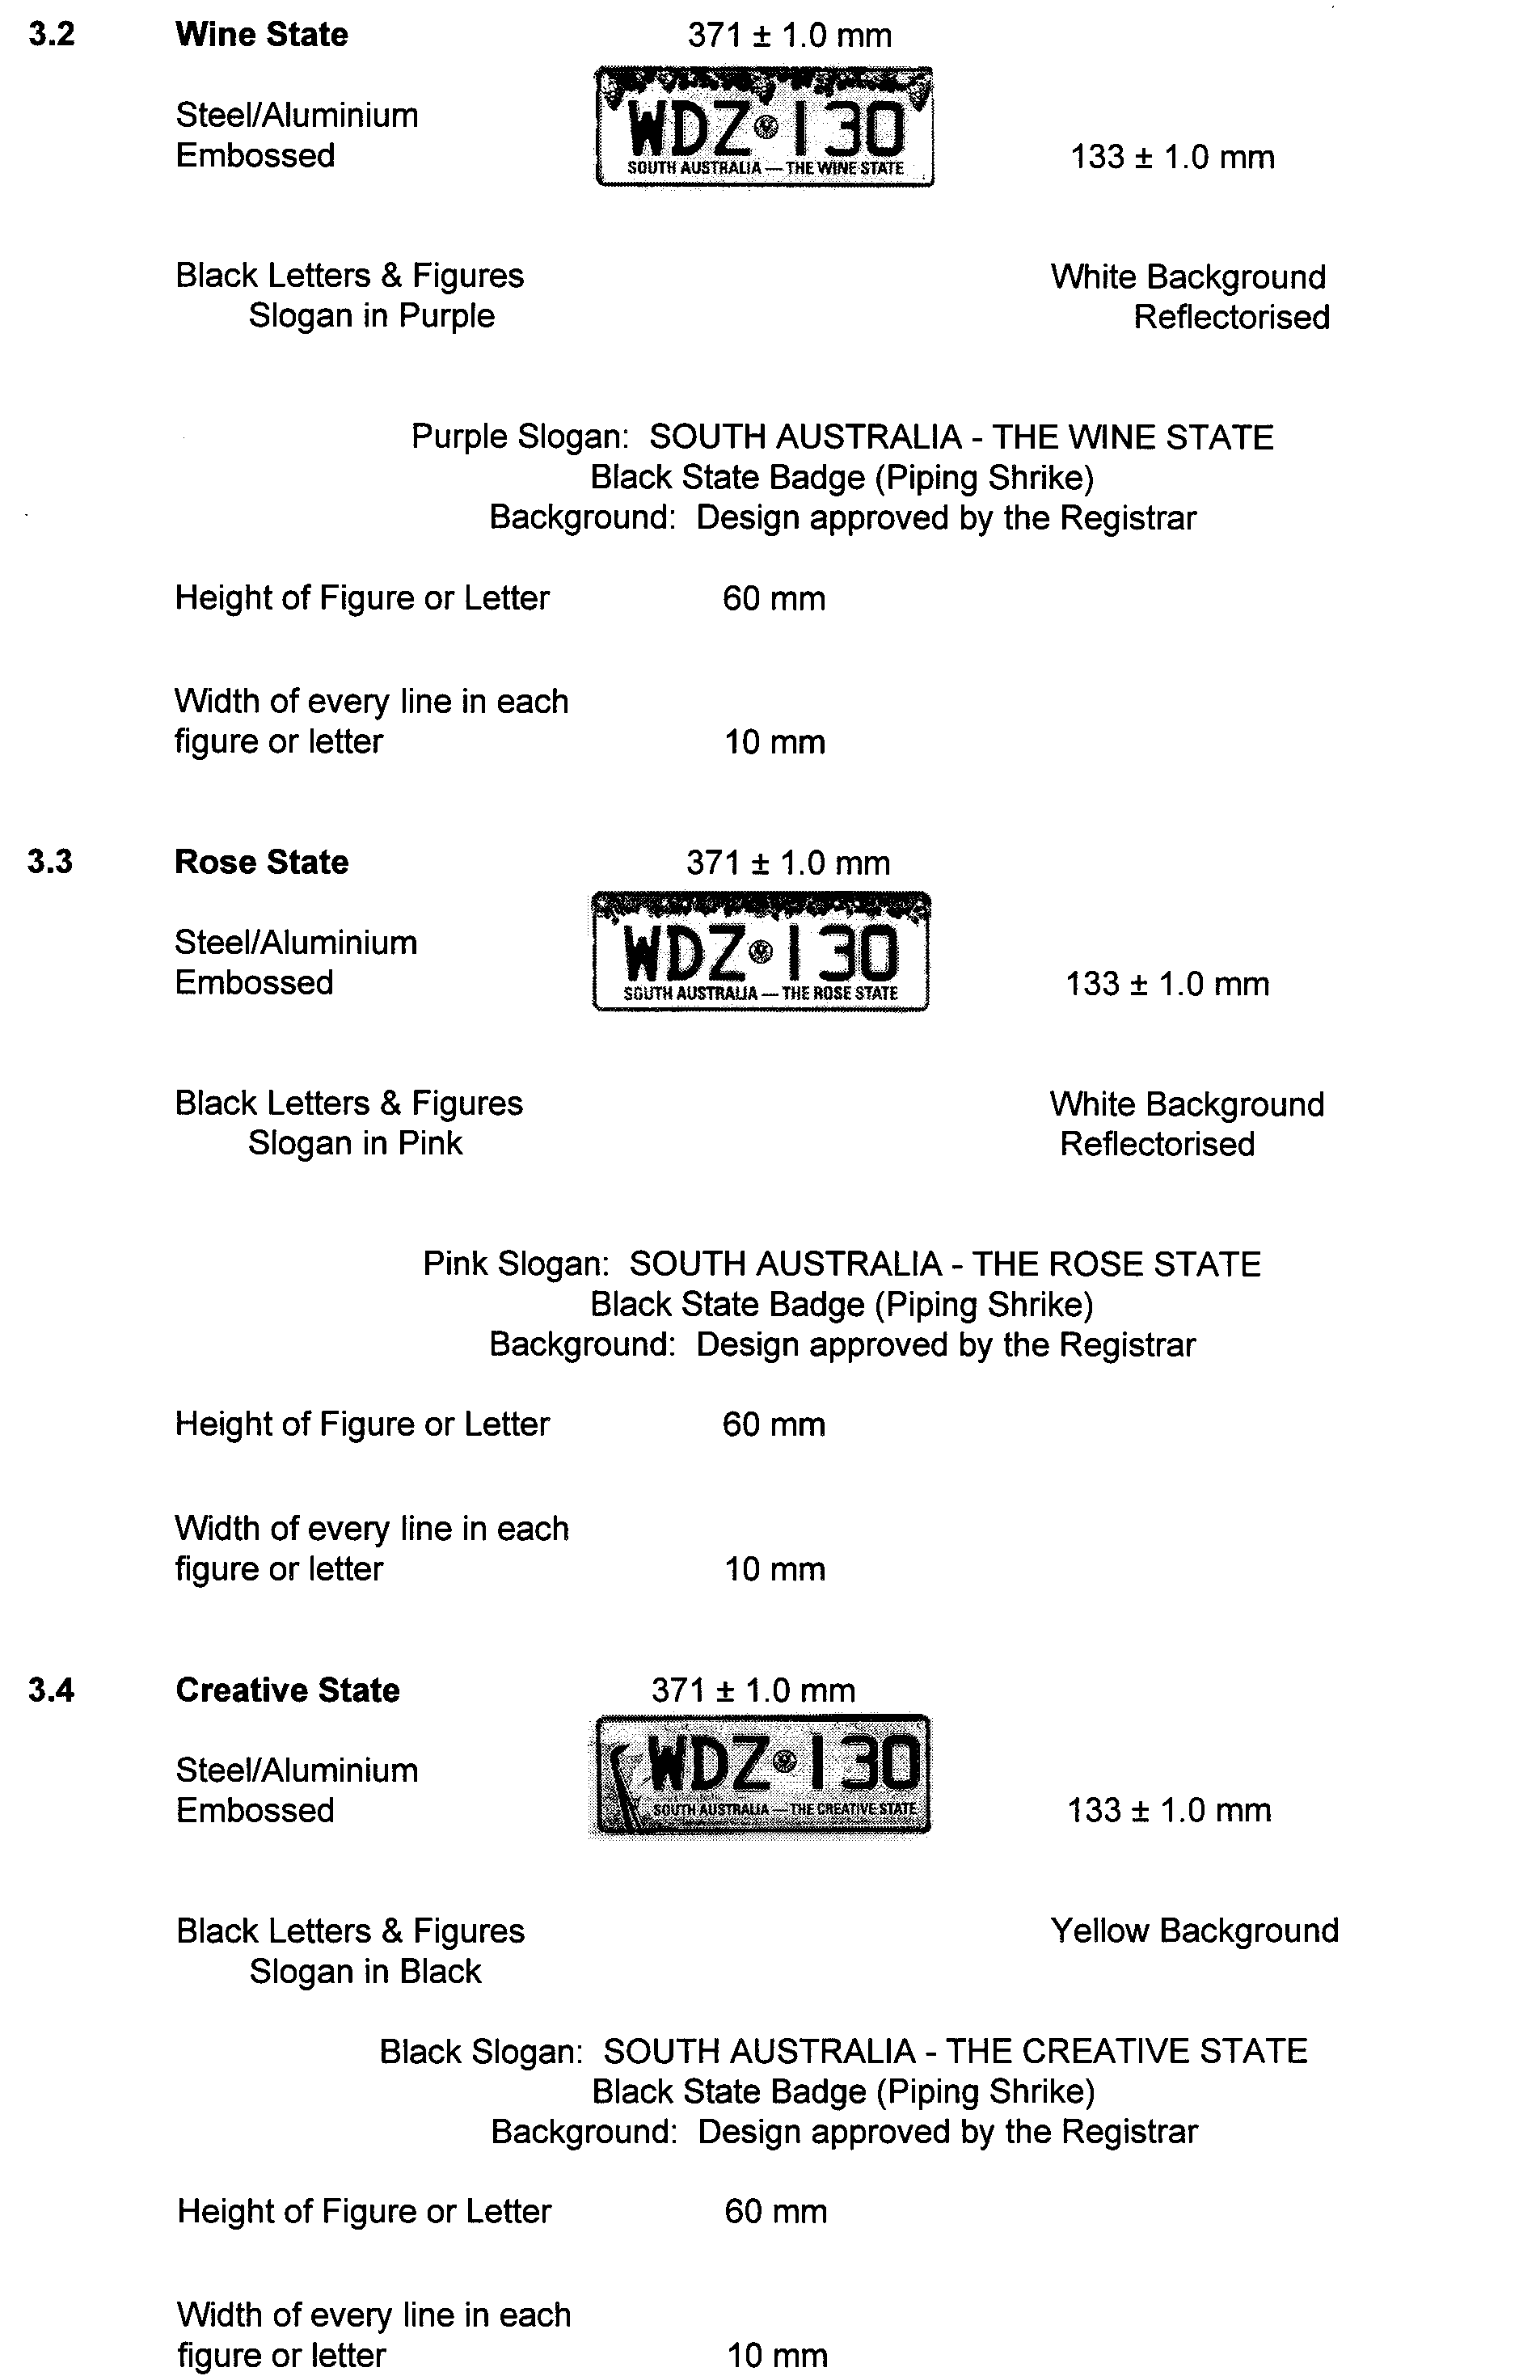 3.2 Wine State 371 ± 1.0 mm
WDZ 130
SOUTH AUSTRALIA — THE WINE STATE
Steel/Aluminium
Embossed 133 ± 1.0 mm
Black Letters & Figures White Background
Slogan in Purple Reflectorised
Purple Slogan: SOUTH AUSTRALIA - THE WINE STATE
Black State Badge (Piping Shrike)
Background: Design approved by the Registrar
Height of Figure or Letter 60 mm
Width of every line in each
figure or letter 10 mm
3.3 Rose State 371 ± 1.0 mm
WDZ 130
SOUTH AUSTRALIA — THE ROSE STATE
Steel/Aluminium
Embossed 133 ± 1.0 mm
Black Letters & Figures White Background
Slogan in Pink Reflectorised
Pink Slogan: SOUTH AUSTRALIA - THE ROSE STATE
Black State Badge (Piping Shrike)
Background: Design approved by the Registrar
Height of Figure or Letter 60 mm
Width of every line in each
figure or letter 10 mm
3.4 Creative State 371 ± 1.0 mm
WDZ 130
SOUTH AUSTRALIA — THE CREATIVE STATE
Steel/Aluminium
Embossed 133 ± 1.0 mm
Black Letters & Figures Yellow Background
Slogan in Black
Black Slogan: SOUTH AUSTRALIA - THE CREATIVE STATE
Black State Badge (Piping Shrike)
Background: Design approved by the Registrar
Height of Figure or Letter 60 mm
Width of every line in each
figure or letter 10 mm